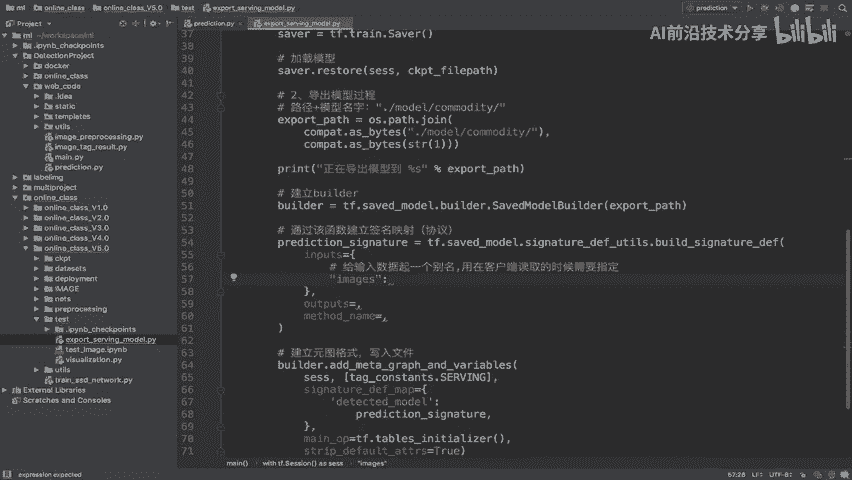 ml
online_class
online_class_V5.0
test
export_serving_model.py
prediction
Project
prediction.py
export_serving_model.py
AI前沿技术分享
bilibili
ml ~/workspace/ml
.ipynb_checkpoints
DetectionProject
docker
online_class
web_code
.idea
static
templates
utils
image_preprocessing.py
image_tag_result.py
main.py
prediction.py
labelimg
multiproject
online_class
online_class_V1.0
online_class_V2.0
online_class_V3.0
online_class_V4.0
online_class_V5.0
ckpt
datasets
deployment
IMAGE
nets
preprocessing
test
.ipynb_checkpoints
export_serving_model.py
test_image.ipynb
visualization.py
utils
train_ssd_network.py
External Libraries
Scratches and Consoles
37 saver = tf.train.Saver()
38
39 # 加载模型
40 saver.restore(sess, ckpt_filepath)
41
42 # 2、导出模型过程
43 # 路径+模型名字："./model/commodity/"
44 export_path = os.path.join(
45 compat.as_bytes("./model/commodity/"),
46 compat.as_bytes(str(1)))
47
48 print("正在导出模型到 %s" % export_path)
49
50 # 建立builder
51 builder = tf.saved_model.builder.SavedModelBuilder(export_path)
52
53 # 通过该函数建立签名映射（协议）
54 prediction_signature = tf.saved_model.signature_def_utils.build_signature_def(
55 inputs={
56 # 给输入数据起一个别名,用在客户端读取的时候需要指定
57 "images":
58 },
59 outputs=,
60 method_name=,
61 )
62
63 # 建立元图格式，写入文件
64 builder.add_meta_graph_and_variables(
65 sess, [tag_constants.SERVING],
66 signature_def_map={
67 'detected_model':
68 prediction_signature,
69 },
70 main_op=tf.tables_initializer(),
71 strip_default_attrs=True)
main() with tf.Session() as sess "images"
expression expected
57:28 LF: UTF-8: